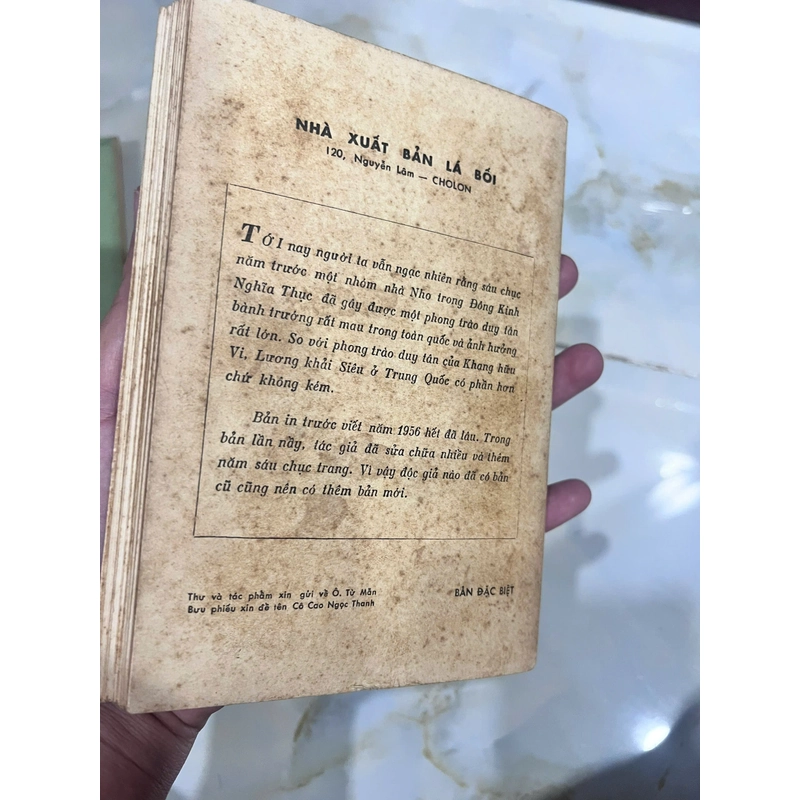 NHÀ XUẤT BẢN LÁ BỐI
120, Nguyễn Lâm — CHOLON
TỚI nay người ta vẫn ngạc nhiên rằng sáu chục
năm trước một nhóm nhà Nho trong Đông Kinh
Nghĩa Thục đã gây được một phong trào duy tân
bành trướng rất mau trong toàn quốc và ảnh hưởng
rất lớn. So với phong trào duy tân của Khang hữu
Vi, Lương khải Siêu ở Trung Quốc có phần hơn
chứ không kém.
Bản in trước viết năm 1956 hết đã lâu. Trong
bản lần nầy, tác giả đã sửa chữa nhiều và thêm
năm sáu chục trang. Vì vậy độc giả nào đã có bản
cũ cũng nên có thêm bản mới.
Thư và tác phẩm xin gửi về Ô. Từ Mẫn
Bưu phiếu xin đề tên Cô Cao Ngọc Thanh
BẢN ĐẶC BIỆT